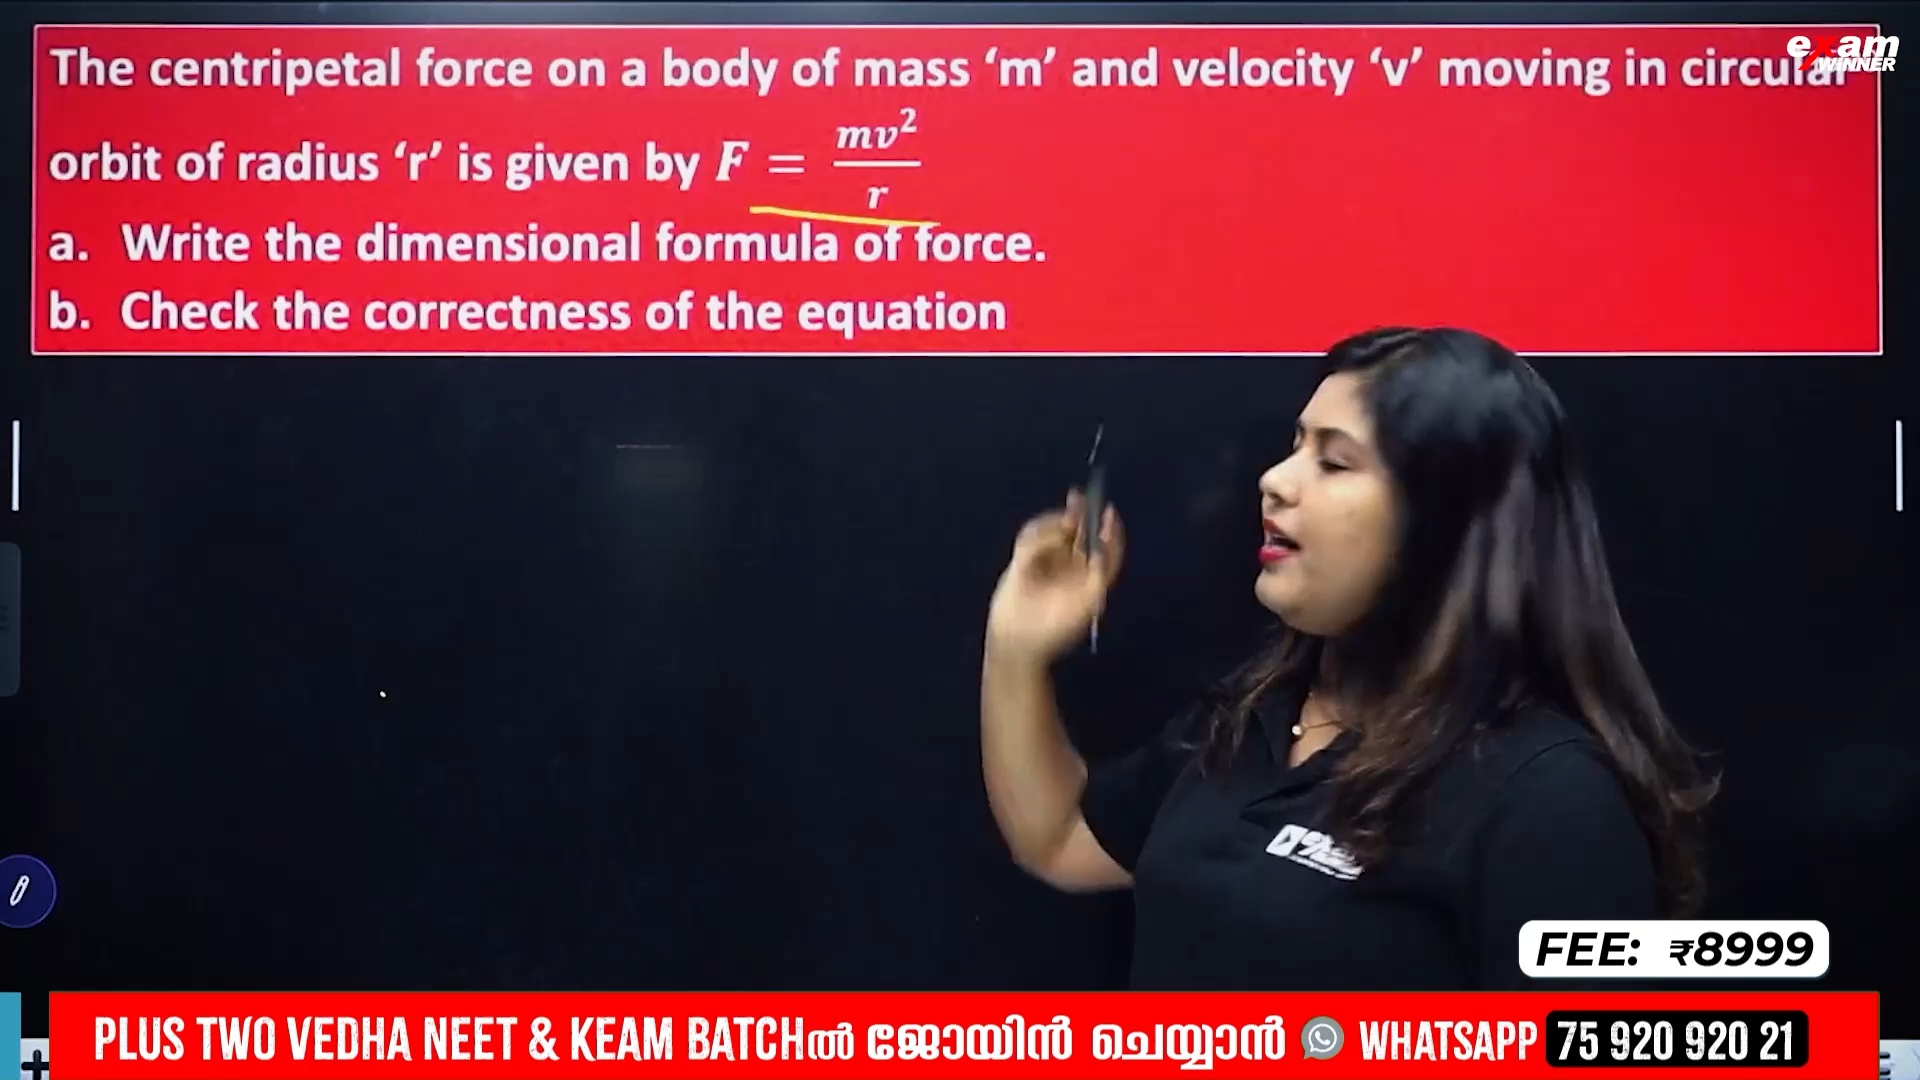 The centripetal force on a body of mass ‘m’ and velocity ‘v’ moving in circular
orbit of radius ‘r’ is given by F = mv²/r
a. Write the dimensional formula of force.
b. Check the correctness of the equation
exam
WINNER
FEE: ₹8999
PLUS TWO VEDHA NEET & KEAM BATCHൽ ജോയിൻ ചെയ്യാൻ WHATSAPP 75 920 920 21